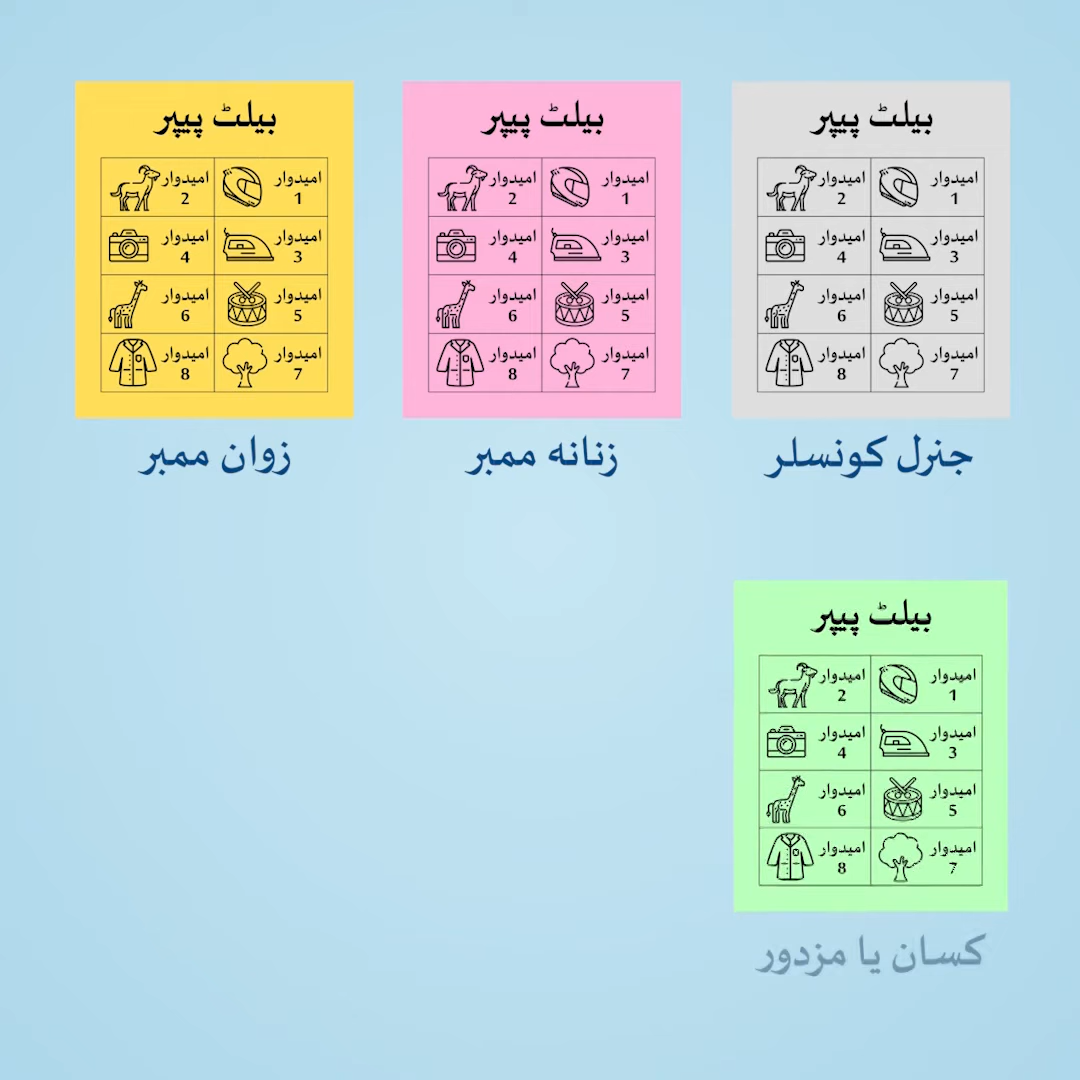 بیلٹ پیپر
امیدوار 1 امیدوار 2
امیدوار 3 امیدوار 4
امیدوار 5 امیدوار 6
امیدوار 7 امیدوار 8
جنرل کونسلر
بیلٹ پیپر
امیدوار 1 امیدوار 2
امیدوار 3 امیدوار 4
امیدوار 5 امیدوار 6
امیدوار 7 امیدوار 8
زنانہ ممبر
بیلٹ پیپر
امیدوار 1 امیدوار 2
امیدوار 3 امیدوار 4
امیدوار 5 امیدوار 6
امیدوار 7 امیدوار 8
زوان ممبر
بیلٹ پیپر
امیدوار 1 امیدوار 2
امیدوار 3 امیدوار 4
امیدوار 5 امیدوار 6
امیدوار 7 امیدوار 8
کسان یا مزدور